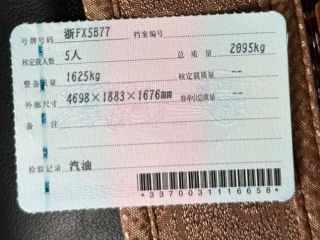 号牌号码 浙FX5B77 档案编号
核定载人数 5人 总质量 2095kg
整备质量 1625kg 核定载质量 --
外廓尺寸 4698×1883×1676mm 准牵引总质量 --
备注
检验记录 汽油
*3370031116658*